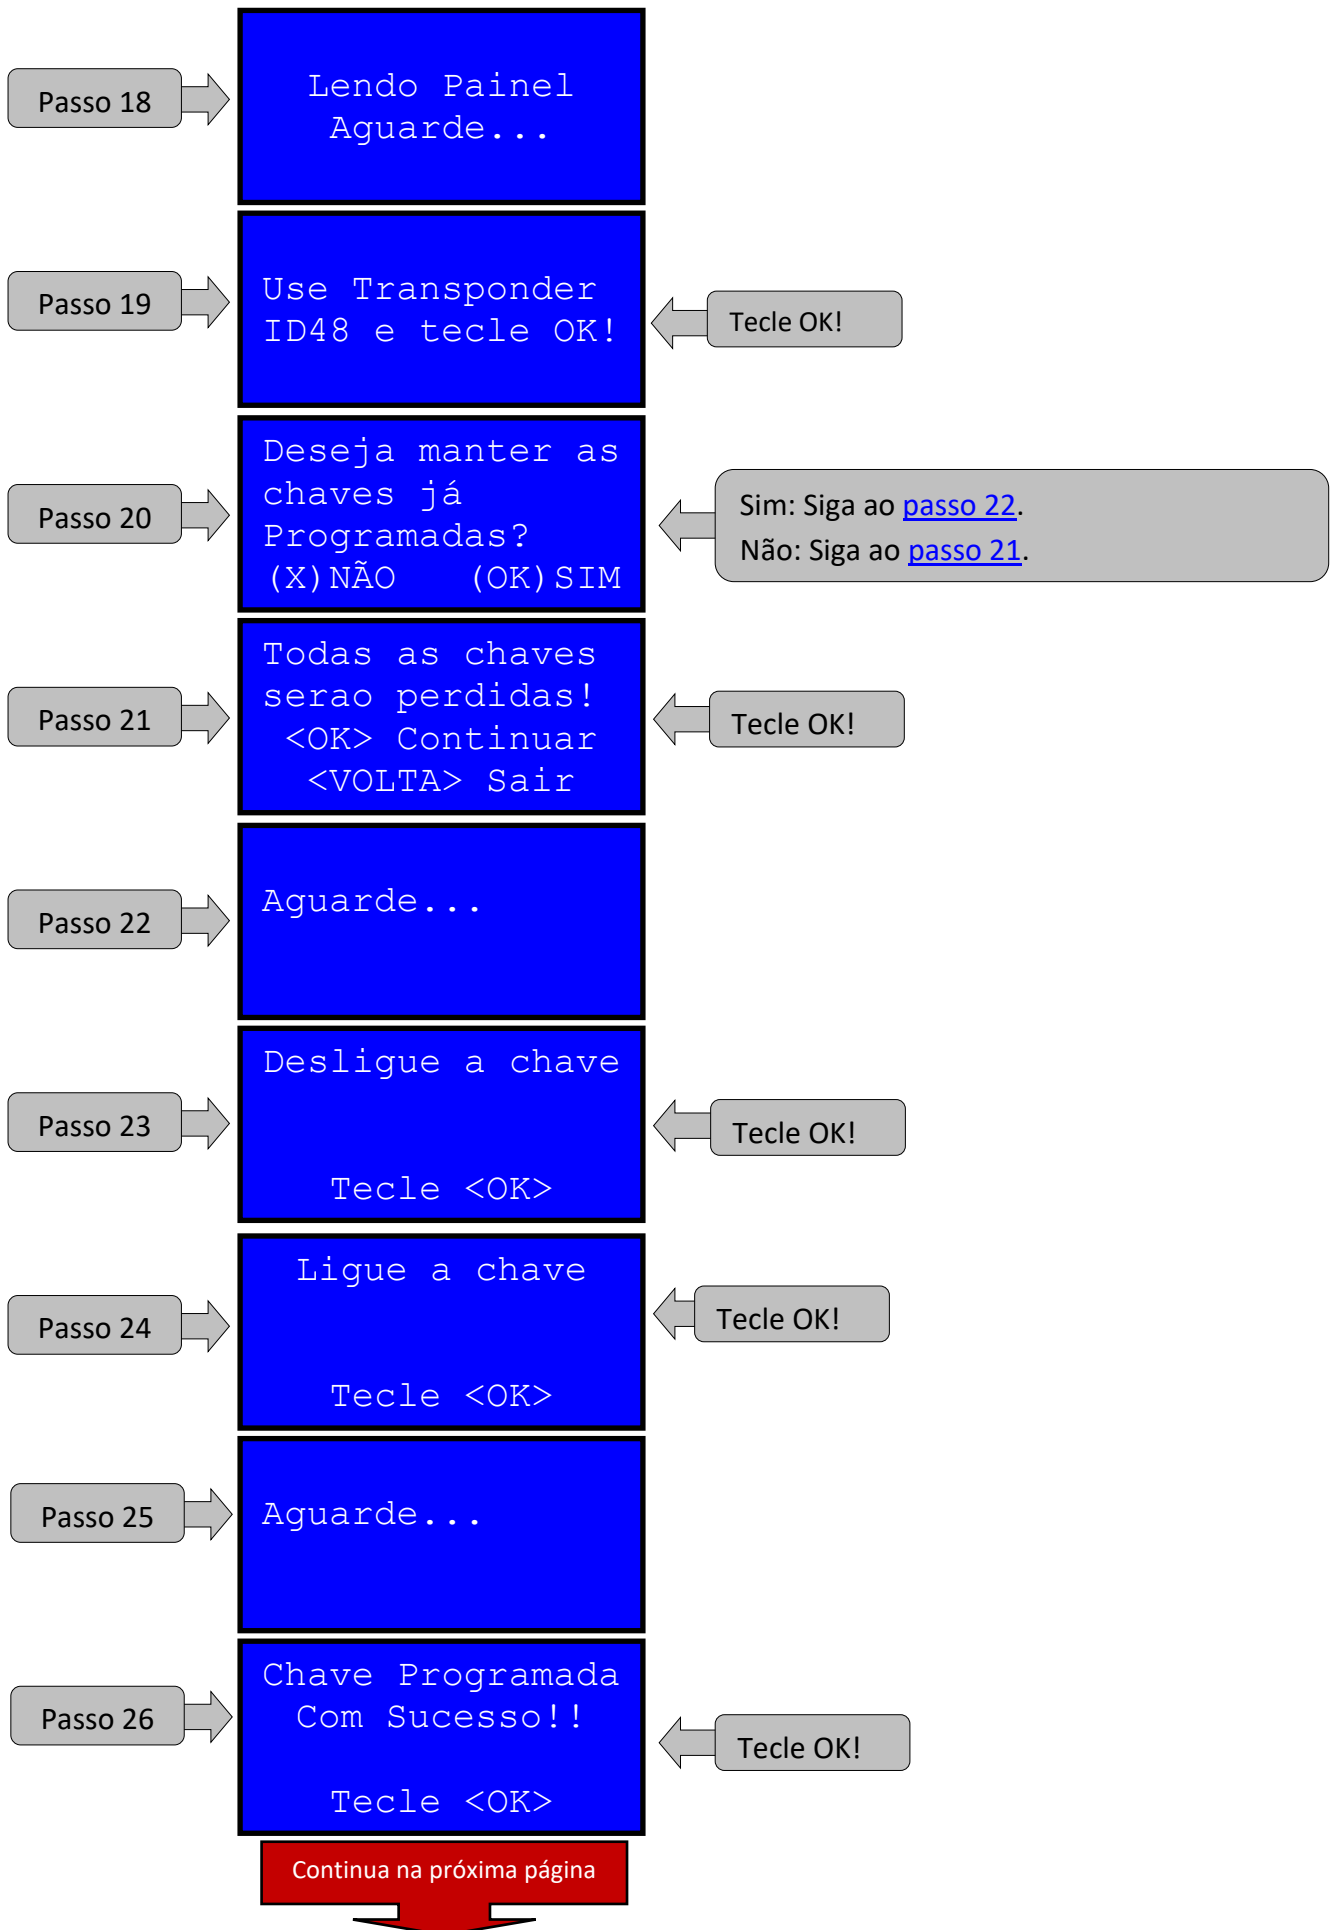 Passo 18
Lendo Painel
Aguarde...
Passo 19
Use Transponder
ID48 e tecle OK!
Tecle OK!
Passo 20
Deseja manter as
chaves já
Programadas?
(X)NÃO (OK)SIM
Sim: Siga ao passo 22.
Não: Siga ao passo 21.
Passo 21
Todas as chaves
serao perdidas!
<OK> Continuar
<VOLTA> Sair
Tecle OK!
Passo 22
Aguarde...
Passo 23
Desligue a chave
Tecle <OK>
Tecle OK!
Passo 24
Ligue a chave
Tecle <OK>
Tecle OK!
Passo 25
Aguarde...
Passo 26
Chave Programada
Com Sucesso!!
Tecle <OK>
Tecle OK!
Continua na próxima página